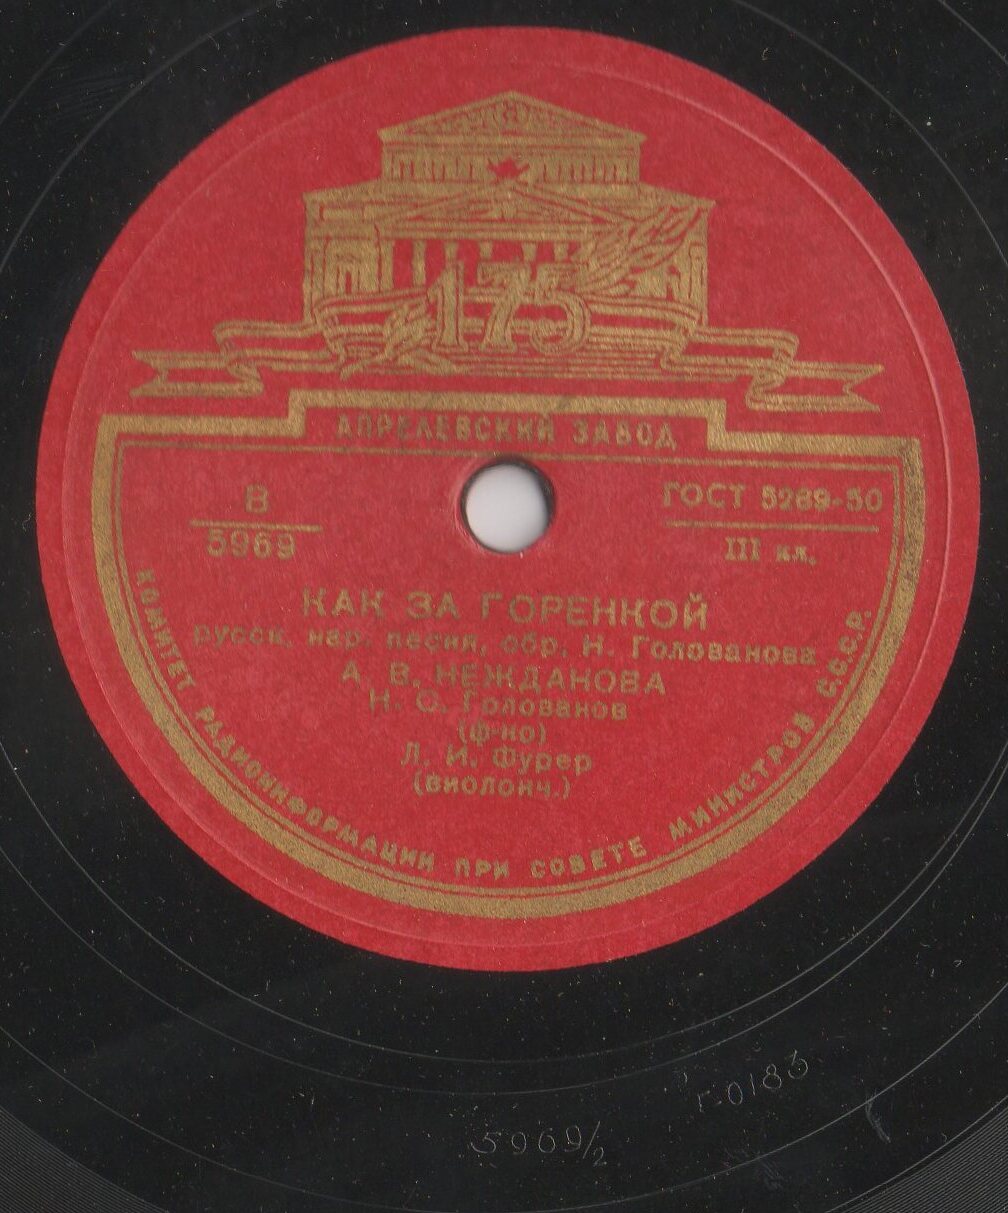 175
АПРЕЛЕВСКИЙ ЗАВОД
В
5969
ГОСТ 5289-50
III кл.
КАК ЗА ГОРЕНКОЙ
русск. нар. песня, обр. Н. Голованова
А. В. НЕЖДАНОВА
Н. С. Голованов
(ф-но)
Л. И. Фурер
(виолонч.)
КОМИТЕТ РАДИОИНФОРМАЦИИ ПРИ СОВЕТЕ МИНИСТРОВ С.С.С.Р.
Г-0183
5969/2